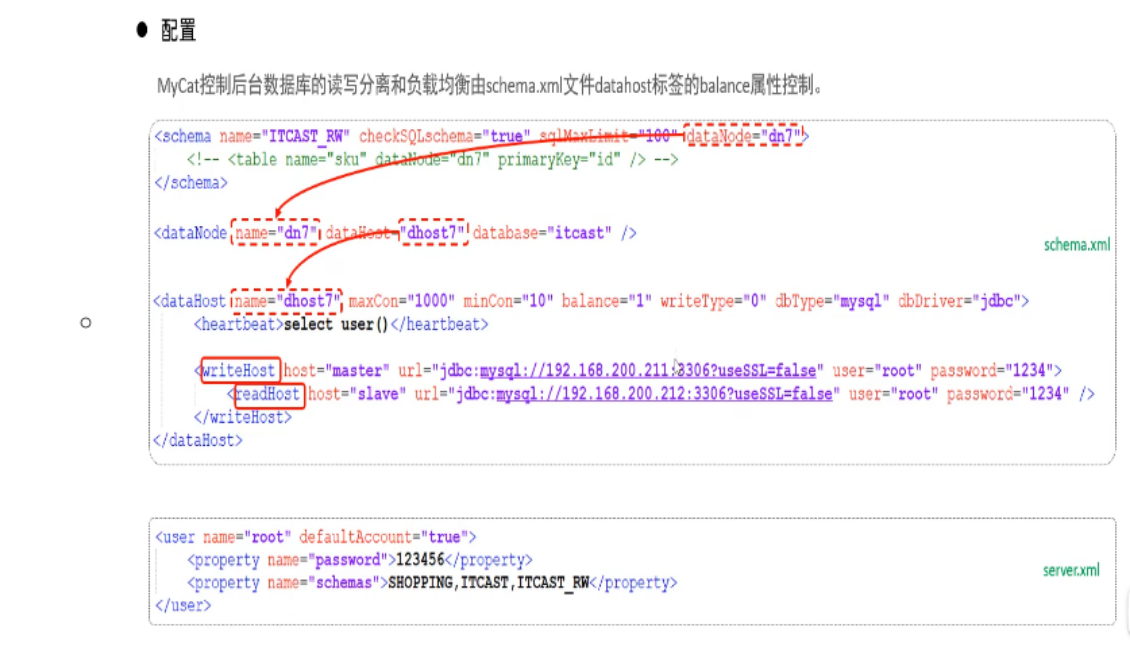 配置
MyCat控制后台数据库的读写分离和负载均衡由schema.xml文件datahost标签的balance属性控制。
<schema name="ITCAST_RW" checkSQLschema="true" sqlMaxLimit="100" dataNode="dn7">
<!-- <table name="sku" dataNode="dn7" primaryKey="id" /> -->
</schema>
<dataNode name="dn7" dataHost="dhost7" database="itcast" />
schema.xml
<dataHost name="dhost7" maxCon="1000" minCon="10" balance="1" writeType="0" dbType="mysql" dbDriver="jdbc">
<heartbeat>select user()</heartbeat>
<writeHost host="master" url="jdbc:mysql://192.168.200.211:3306?useSSL=false" user="root" password="1234">
<readHost host="slave" url="jdbc:mysql://192.168.200.212:3306?useSSL=false" user="root" password="1234" />
</writeHost>
</dataHost>
<user name="root" defaultAccount="true">
<property name="password">123456</property>
<property name="schemas">SHOPPING,ITCAST,ITCAST_RW</property>
server.xml
</user>